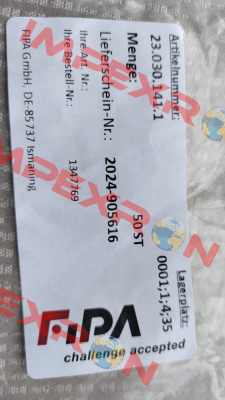 Artikelnummer:
23.030.141.1
Lagerplatz:
0001;1;4;35
Menge:
50 ST
Lieferschein-Nr.:
2024-905616
Ihre Art. Nr.:
Ihre Bestell-Nr.:
1347769
FIPA GmbH, DE-85737 Ismaning
FIPA
challenge accepted
IMPEXRON